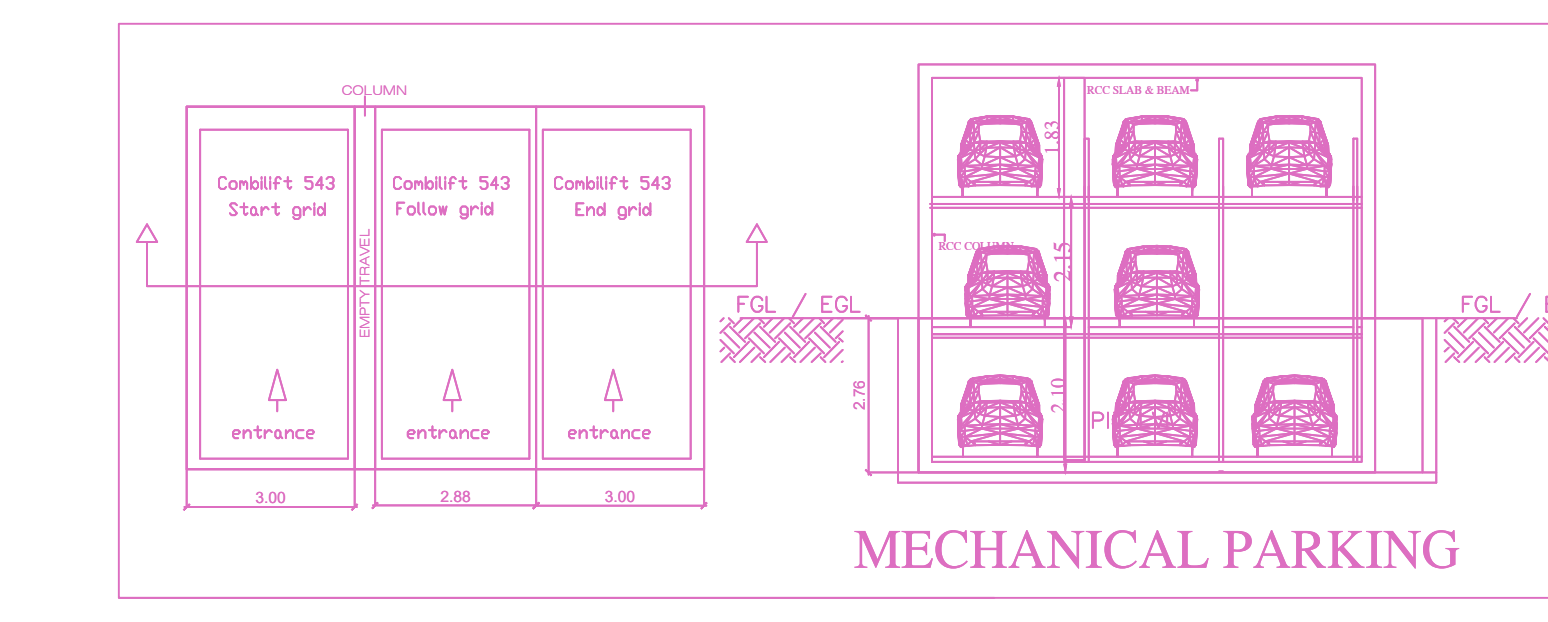 COLUMN
Combilift 543
Start grid
Combilift 543
Follow grid
Combilift 543
End grid
EMPTY TRAVEL
entrance
entrance
entrance
3.00
2.88
3.00
RCC SLAB & BEAM
1.83
RCC COLUMN
2.15
FGL / EGL
FGL /
2.76
2.10
MECHANICAL PARKING